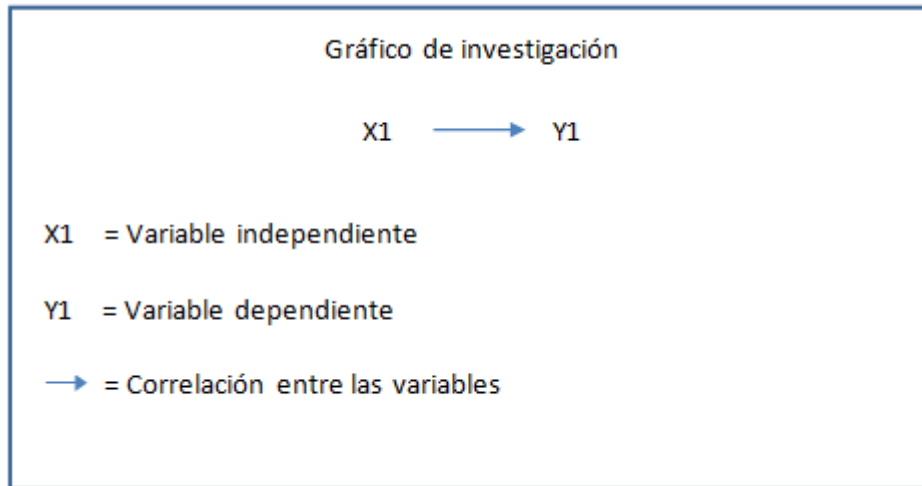 Gráfico de investigación
X1 → Y1
X1 = Variable independiente
Y1 = Variable dependiente
→ = Correlación entre las variables